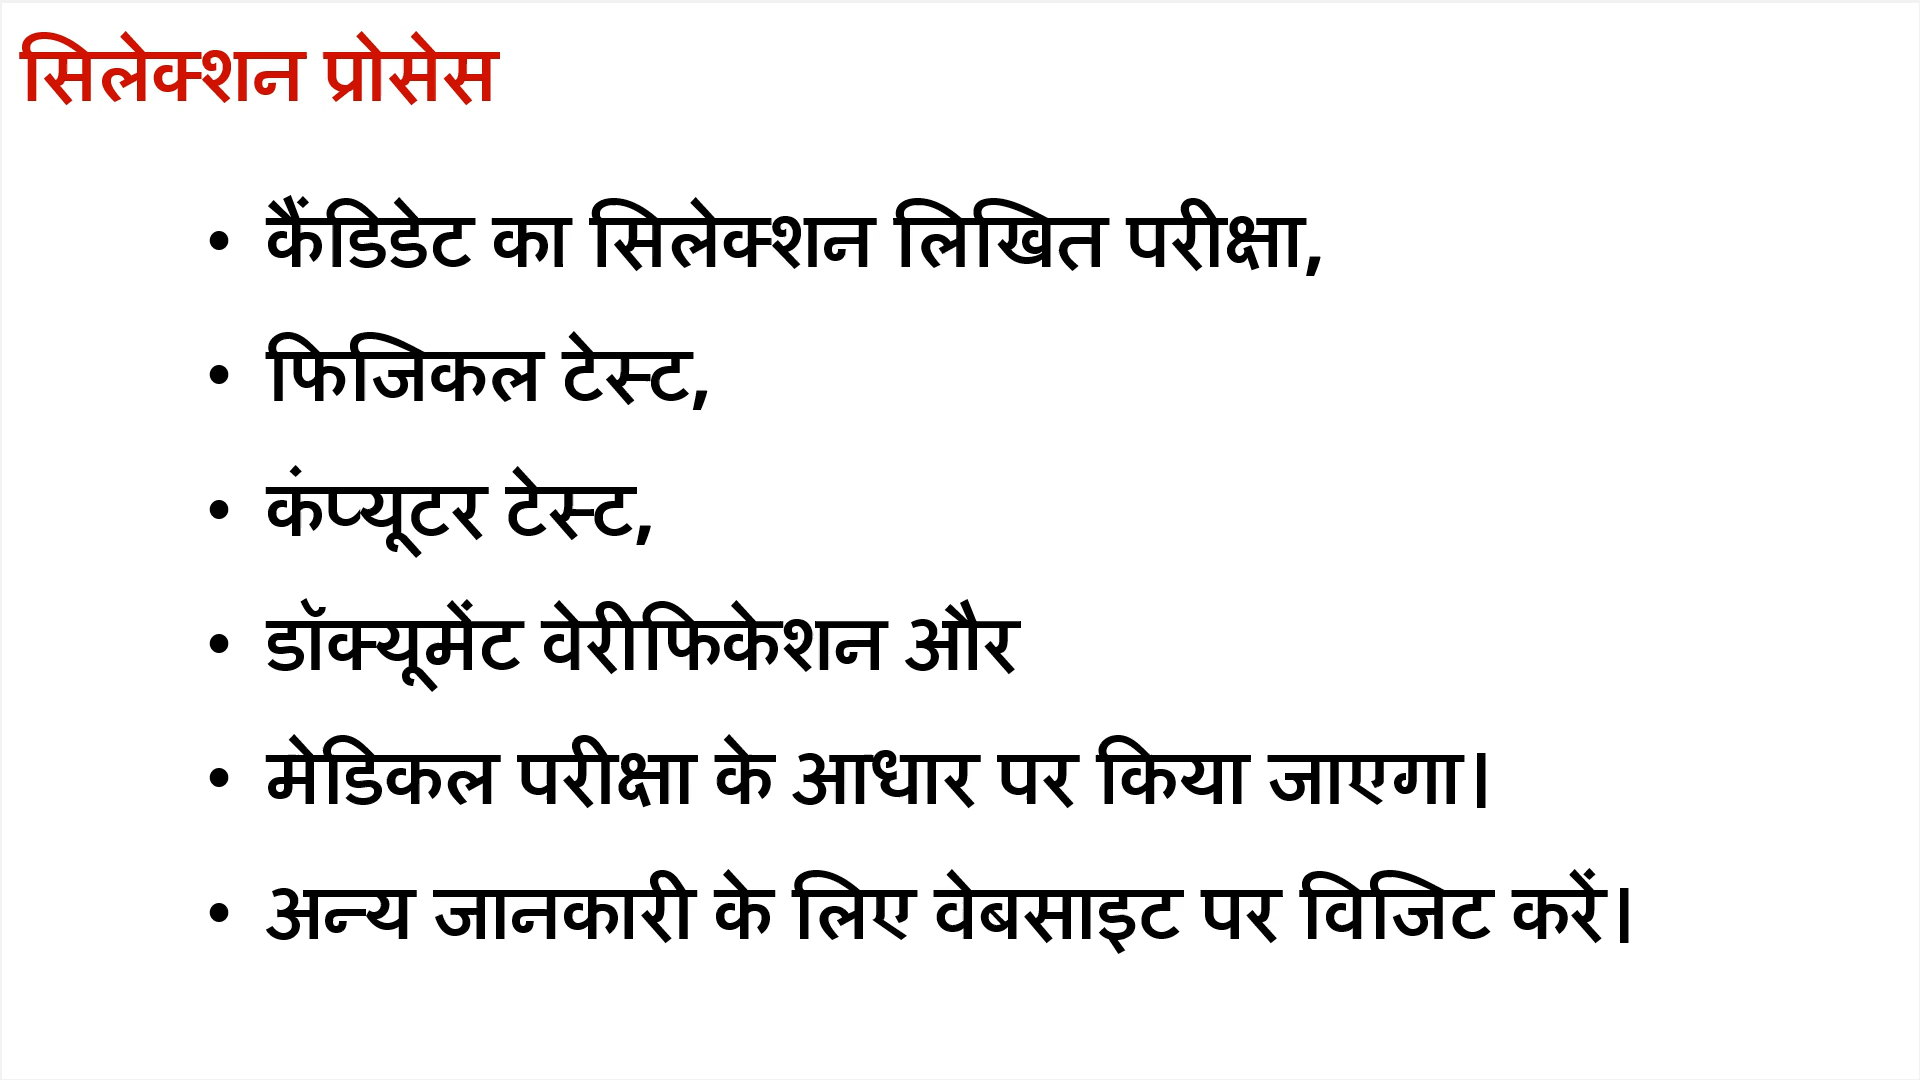 सिलेक्शन प्रोसेस
• कैंडिडेट का सिलेक्शन लिखित परीक्षा,
• फिजिकल टेस्ट,
• कंप्यूटर टेस्ट,
• डॉक्यूमेंट वेरीफिकेशन और
• मेडिकल परीक्षा के आधार पर किया जाएगा।
• अन्य जानकारी के लिए वेबसाइट पर विजिट करें।